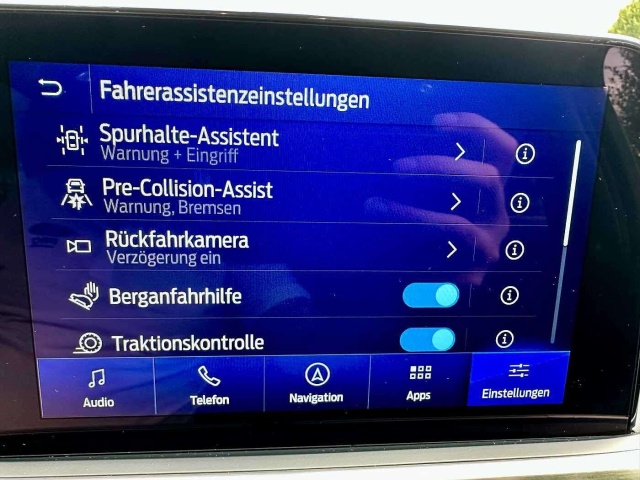 Fahrerassistenzeinstellungen
Spurhalte-Assistent
Warnung + Eingriff
Pre-Collision-Assist
Warnung, Bremsen
Rückfahrkamera
Verzögerung ein
Berganfahrhilfe
Traktionskontrolle
Audio
Telefon
Navigation
Apps
Einstellungen